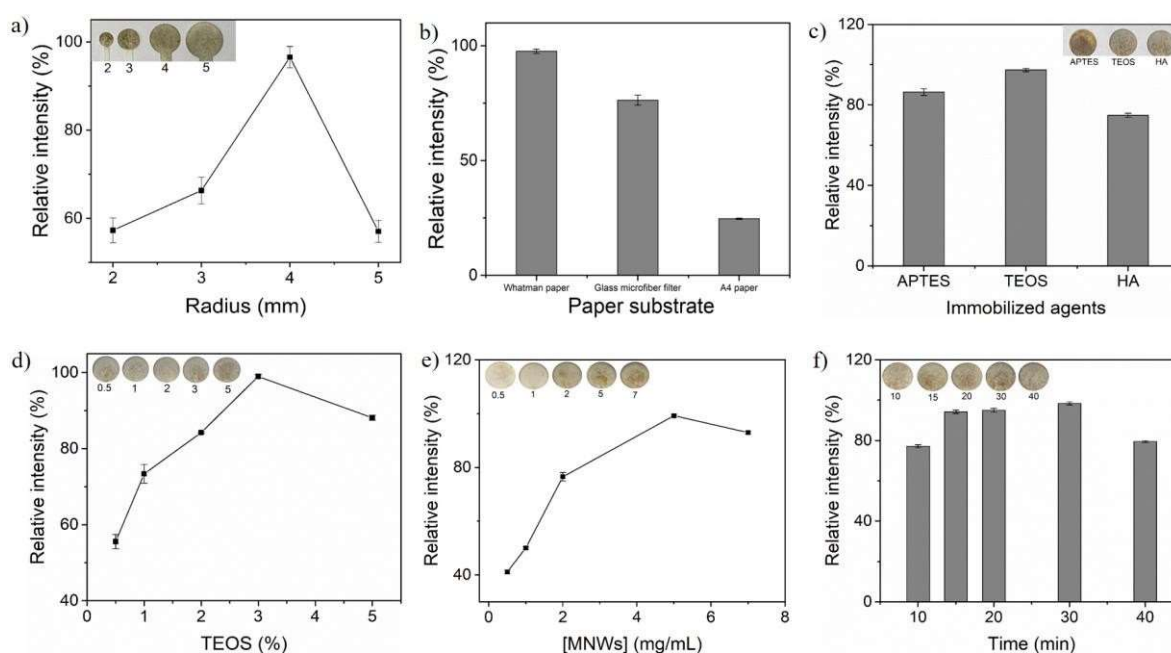 a)
2 3 4 5
100
80
60
2 3 4 5
Relative intensity (%)
Radius (mm)
b)
100
75
50
25
0
Whatman paper Glass microfiber filter A4 paper
Relative intensity (%)
Paper substrate
c)
APTES TEOS HA
120
80
40
0
APTES TEOS HA
Relative intensity (%)
Immobilized agents
d)
0.5 1 2 3 5
100
80
60
40
0 1 2 3 4 5
Relative intensity (%)
TEOS (%)
e)
0.5 1 2 5 7
120
80
40
0 2 4 6 8
Relative intensity (%)
[MNWs] (mg/mL)
f)
10 15 20 30 40
120
80
40
0
10 20 30 40
Relative intensity (%)
Time (min)